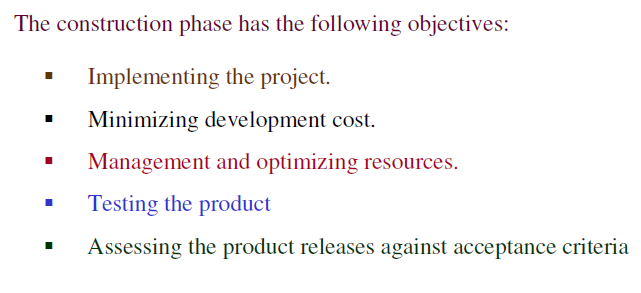 The construction phase has the following objectives:
▪ Implementing the project.
▪ Minimizing development cost.
▪ Management and optimizing resources.
▪ Testing the product
▪ Assessing the product releases against acceptance criteria